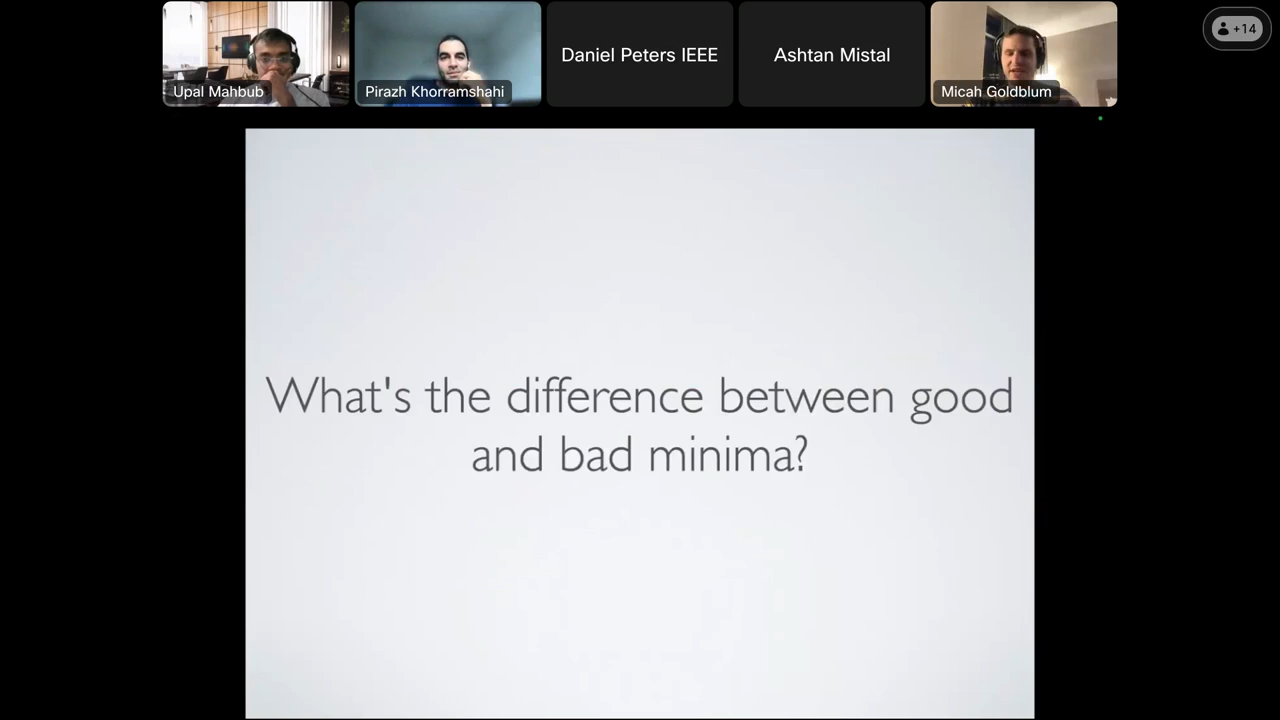 Upal Mahbub
Pirazh Khorramshahi
Daniel Peters IEEE
Ashtan Mistal
Micah Goldblum
+14
What's the difference between good
and bad minima?